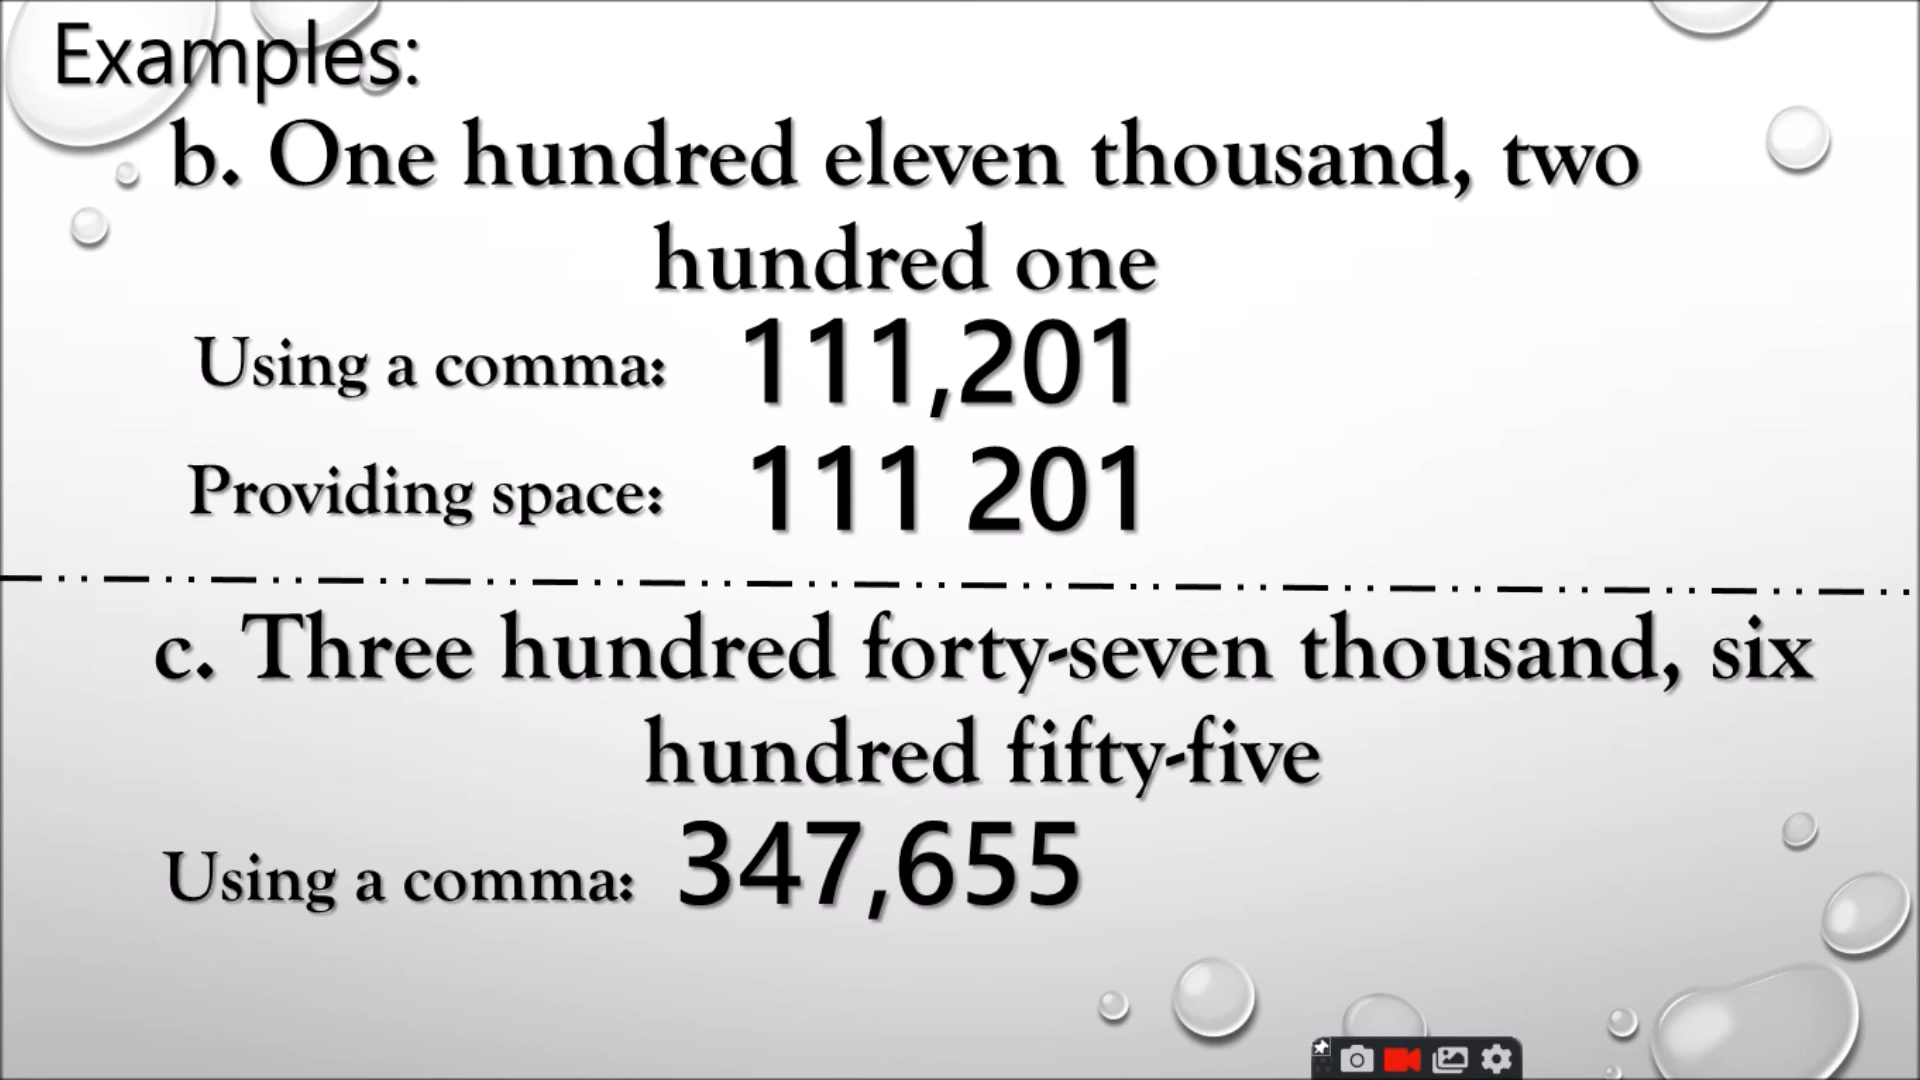 Examples:
b. One hundred eleven thousand, two
hundred one
Using a comma: 111,201
Providing space: 111 201
c. Three hundred forty-seven thousand, six
hundred fifty-five
Using a comma: 347,655